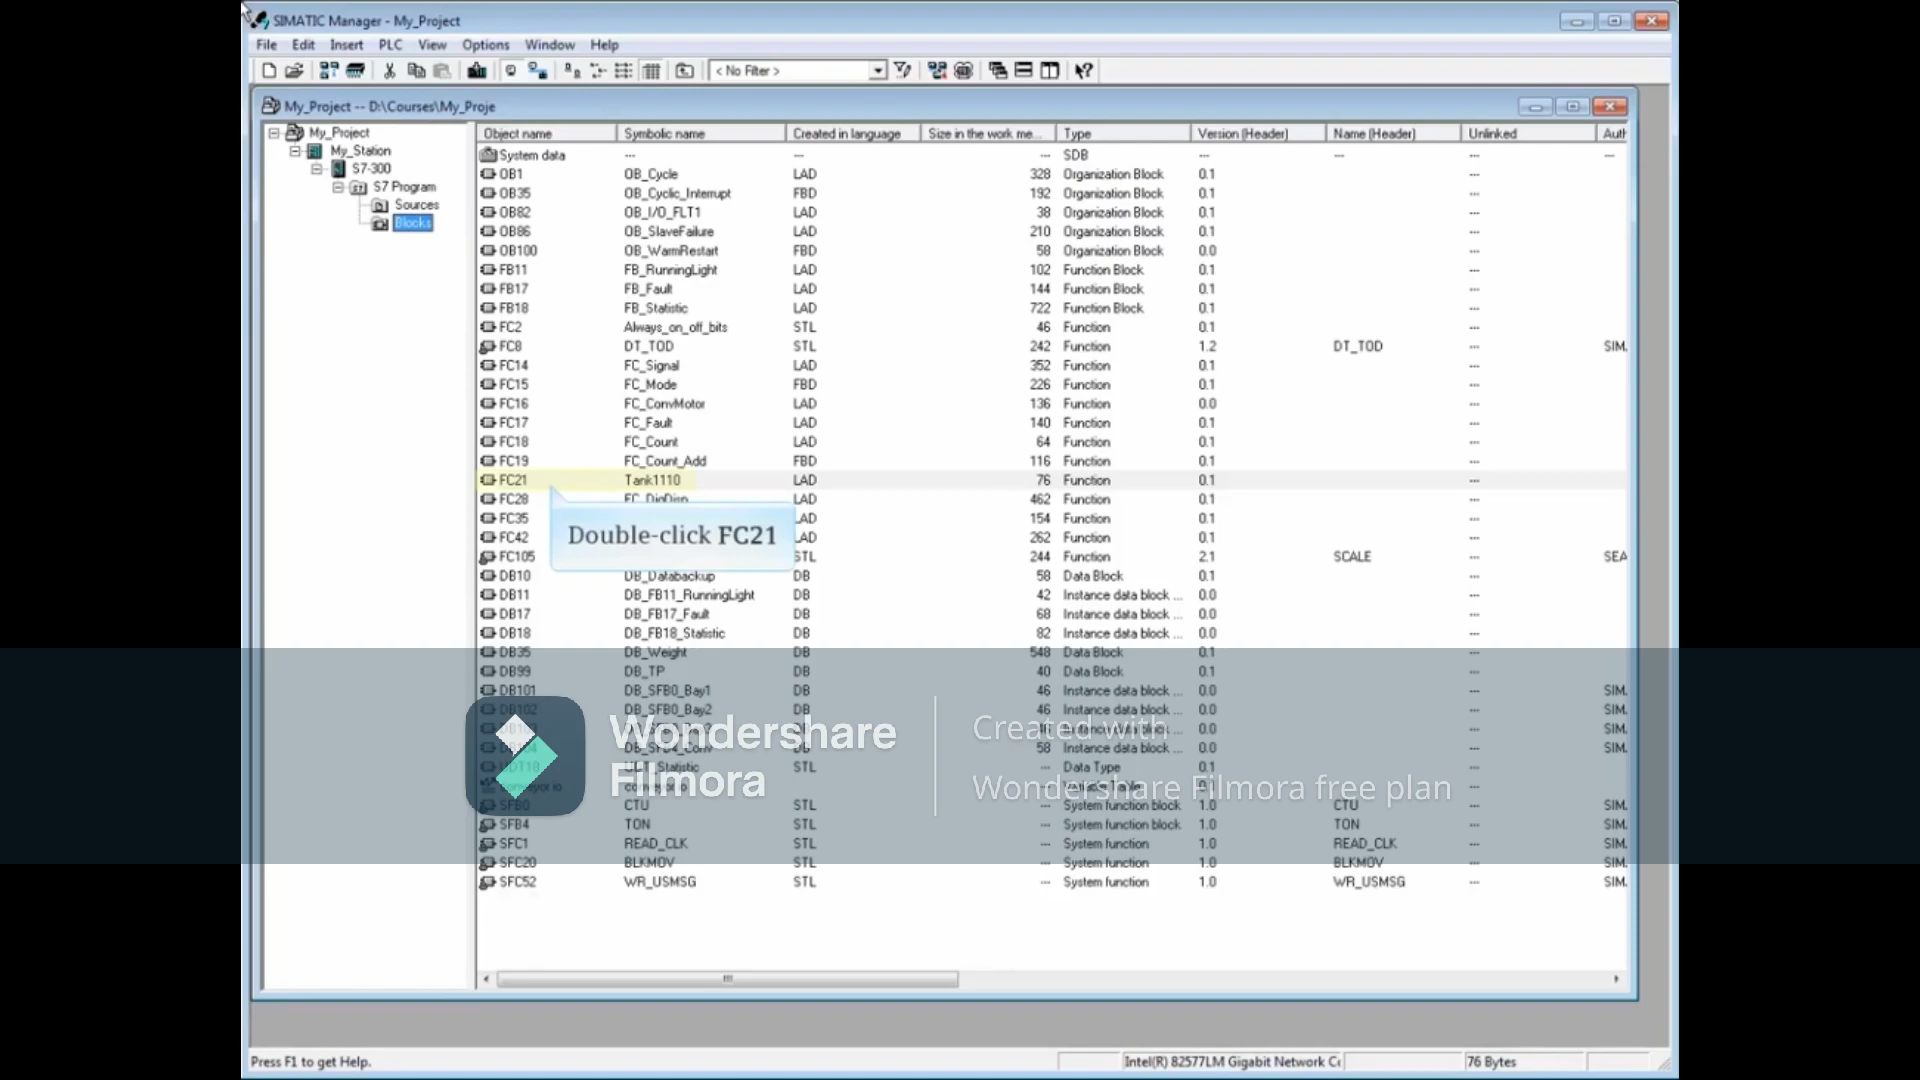 SIMATIC Manager - My_Project
File Edit Insert PLC View Options Window Help
< No Filter >
My_Project -- D:\Courses\My_Proje
My_Project
My_Station
S7-300
S7 Program
Sources
Blocks
Object name Symbolic name Created in language Size in the work me... Type Version (Header) Name (Header) Unlinked Auth
System data --- --- --- SDB --- --- --- ---
OB1 OB_Cycle LAD 328 Organization Block 0.1 ---
OB35 OB_Cyclic_Interrupt FBD 192 Organization Block 0.1 ---
OB82 OB_I/O_FLT1 LAD 38 Organization Block 0.1 ---
OB86 OB_SlaveFailure LAD 210 Organization Block 0.1 ---
OB100 OB_WarmRestart FBD 58 Organization Block 0.0 ---
FB11 FB_RunningLight LAD 102 Function Block 0.1 ---
FB17 FB_Fault LAD 144 Function Block 0.1 ---
FB18 FB_Statistic LAD 722 Function Block 0.1 ---
FC2 Always_on_off_bits STL 46 Function 0.1 ---
FC8 DT_TOD STL 242 Function 1.2 DT_TOD --- SIM.
FC14 FC_Signal LAD 352 Function 0.1 ---
FC15 FC_Mode FBD 226 Function 0.1 ---
FC16 FC_ConvMotor LAD 136 Function 0.0 ---
FC17 FC_Fault LAD 140 Function 0.1 ---
FC18 FC_Count LAD 64 Function 0.1 ---
FC19 FC_Count_Add FBD 116 Function 0.1 ---
FC21 Tank1110 LAD 76 Function 0.1 ---
FC28 LAD 462 Function 0.1 ---
FC35 LAD 154 Function 0.1 ---
Double-click FC21
FC42 LAD 262 Function 0.1 ---
FC105 STL 244 Function 2.1 SCALE --- SEA
DB10 DB_Databackup DB 58 Data Block 0.1 ---
DB11 DB_FB11_RunningLight DB 42 Instance data block ... 0.0 ---
DB17 DB_FB17_Fault DB 68 Instance data block ... 0.0 ---
DB18 DB_FB18_Statistic DB 82 Instance data block ... 0.0 ---
DB35 DB_Weight DB 548 Data Block 0.1 ---
DB99 DB_TP DB 40 Data Block 0.1 ---
DB101 DB_SFB0_Bay1 DB 46 Instance data block ... 0.0 --- SIM.
DB102 DB_SFB0_Bay2 DB 46 Instance data block ... 0.0 --- SIM.
DB 46 0.0 --- SIM.
DB_SFB4_Conv DB 58 Instance data block ... 0.0 --- SIM.
UDT18 UDT_Statistic STL --- Data Type 0.1 ---
Wondershare
Filmora
Created with
Wondershare Filmora free plan
SFB0 CTU STL --- System function block 1.0 CTU --- SIM.
SFB4 TON STL --- System function block 1.0 TON --- SIM.
SFC1 READ_CLK STL --- System function 1.0 READ_CLK --- SIM.
SFC20 BLKMOV STL --- System function 1.0 BLKMOV --- SIM.
SFC52 WR_USMSG STL --- System function 1.0 WR_USMSG --- SIM.
Press F1 to get Help.
Intel(R) 82577LM Gigabit Network Cr
76 Bytes